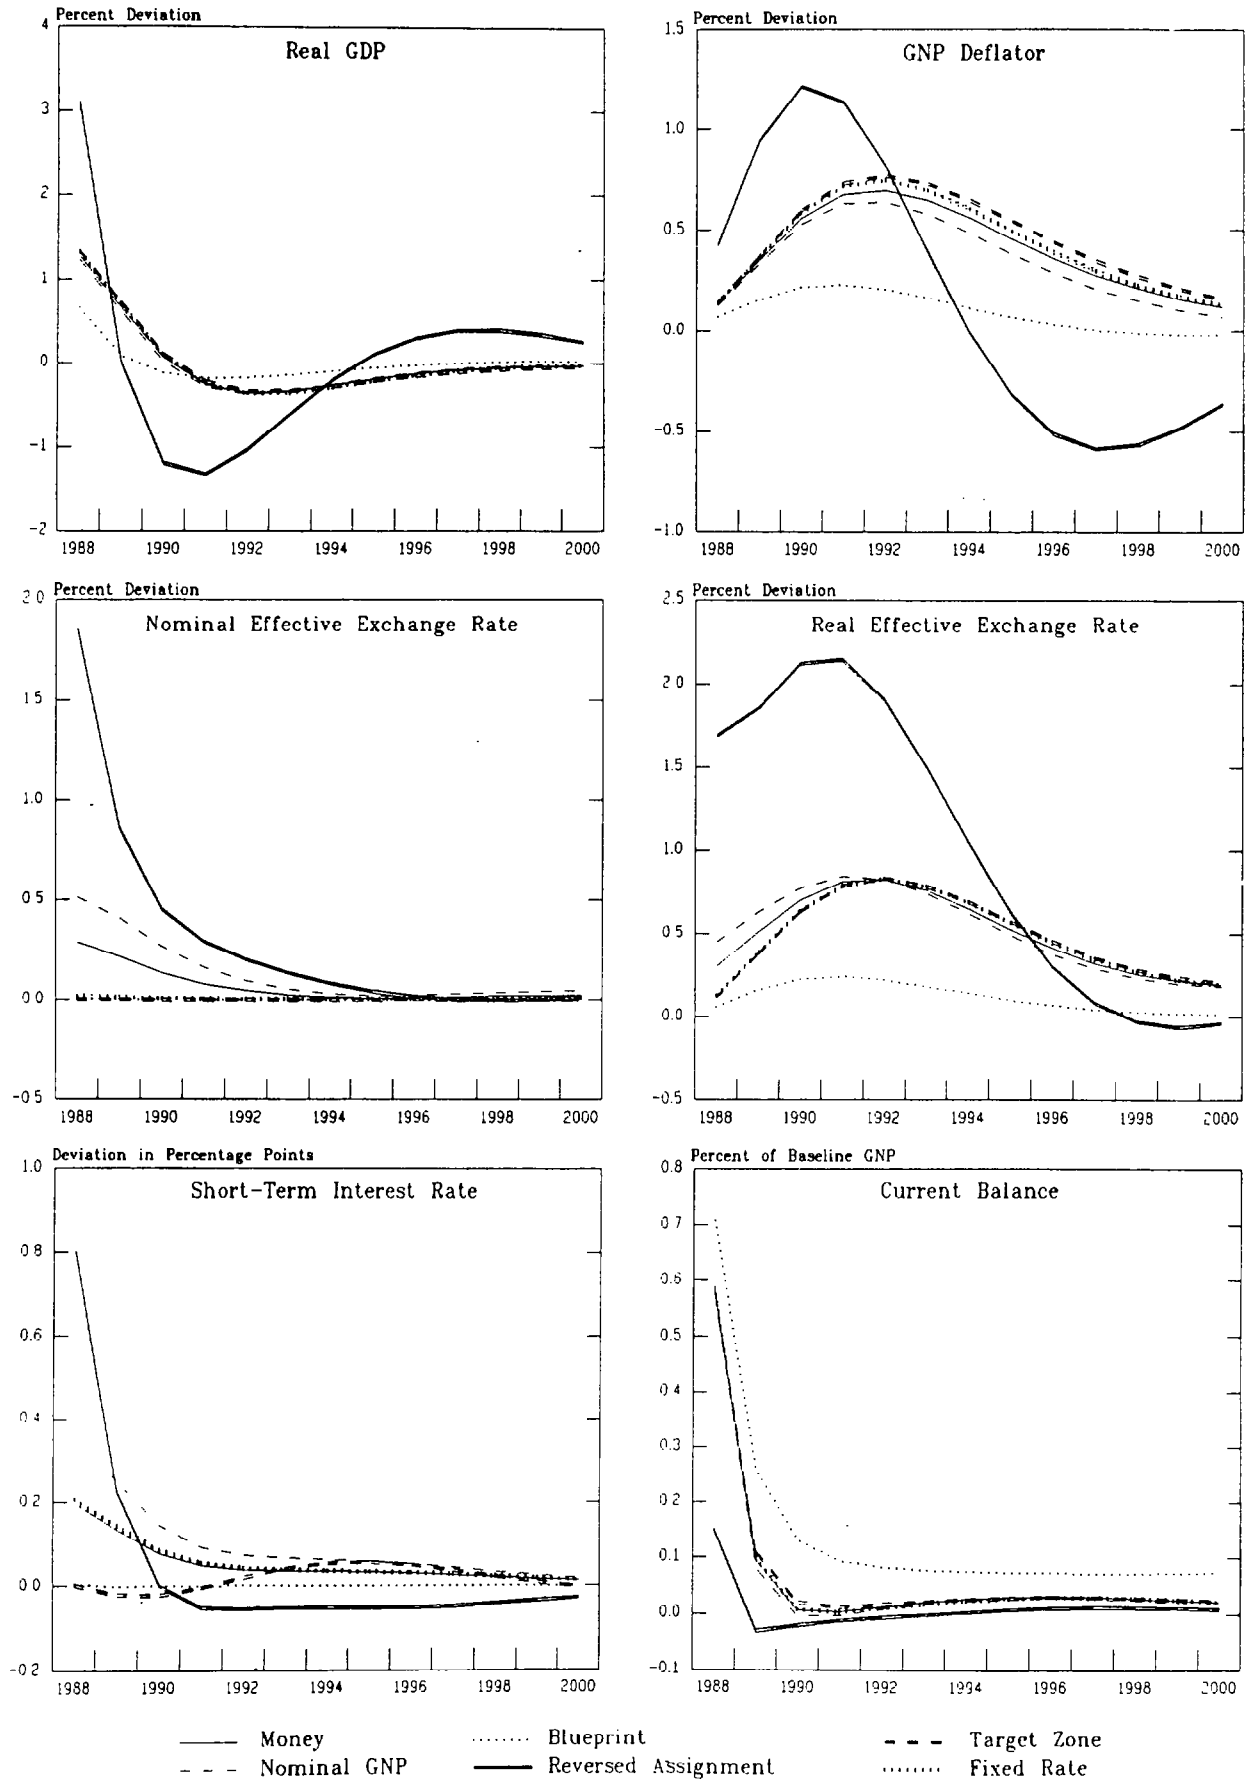 Percent Deviation
Real GDP
4
3
2
1
0
-1
-2
1988 1990 1992 1994 1996 1998 2000
Percent Deviation
GNP Deflator
1.5
1.0
0.5
0.0
-0.5
-1.0
1988 1990 1992 1994 1996 1998 2000
Percent Deviation
Nominal Effective Exchange Rate
2.0
1.5
1.0
0.5
0.0
-0.5
1988 1990 1992 1994 1996 1998 2000
Percent Deviation
Real Effective Exchange Rate
2.5
2.0
1.5
1.0
0.5
0.0
-0.5
1988 1990 1992 1994 1996 1998 2000
Deviation in Percentage Points
Short-Term Interest Rate
1.0
0.8
0.6
0.4
0.2
0.0
-0.2
1988 1990 1992 1994 1996 1998 2000
Percent of Baseline GNP
Current Balance
0.8
0.7
0.6
0.5
0.4
0.3
0.2
0.1
0.0
-0.1
1988 1990 1992 1994 1996 1998 2000
Money
Blueprint
Target Zone
Nominal GNP
Reversed Assignment
Fixed Rate